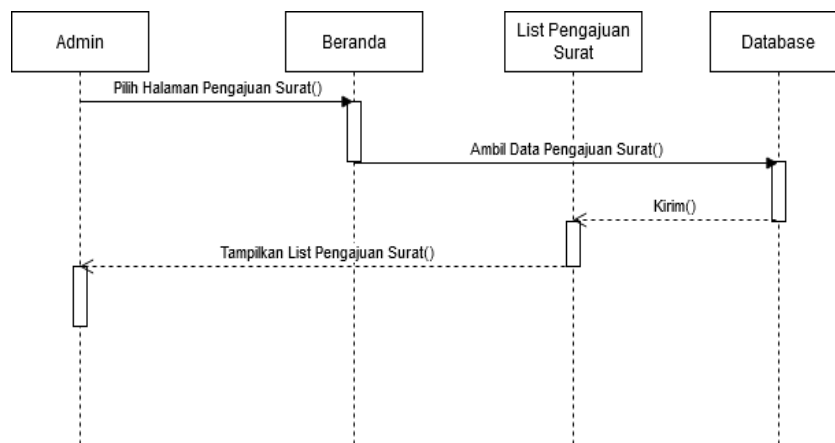 Admin
Beranda
List Pengajuan
Surat
Database
Pilih Halaman Pengajuan Surat()
Ambil Data Pengajuan Surat()
Kirim()
Tampilkan List Pengajuan Surat()